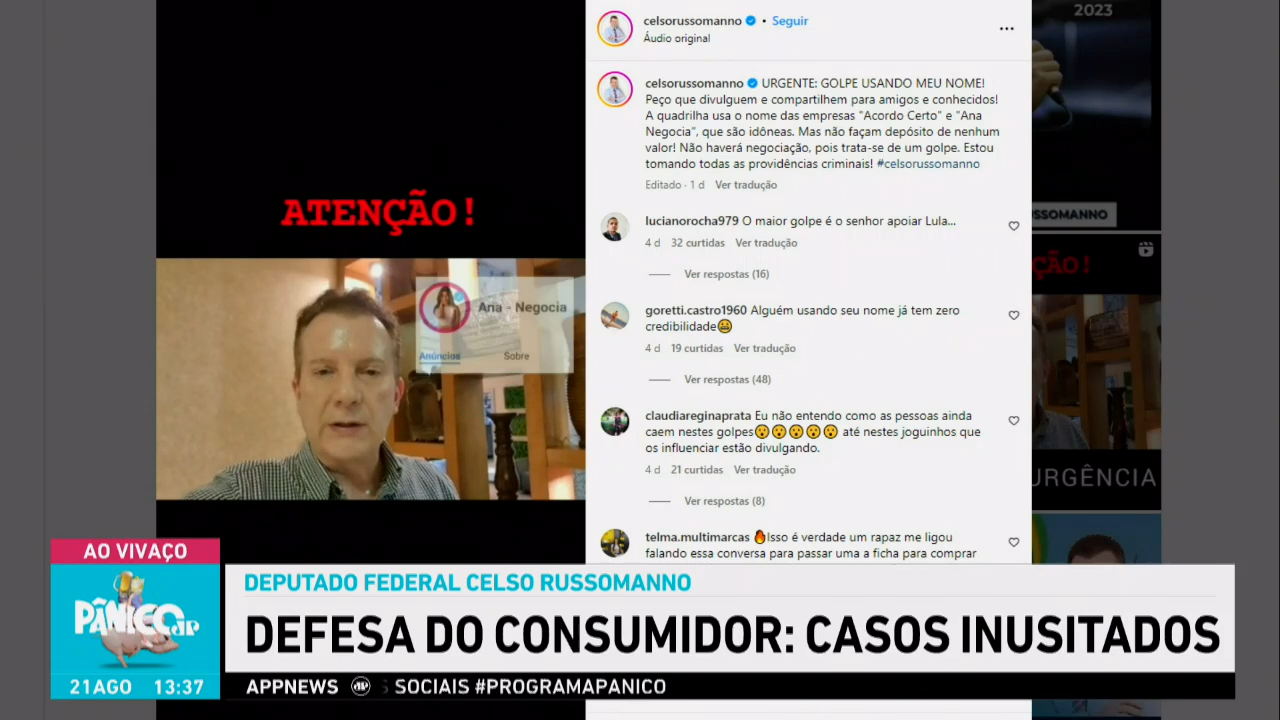 2023
celsorussomanno • Seguir
Áudio original
celsorussomanno URGENTE: GOLPE USANDO MEU NOME!
Peço que divulguem e compartilhem para amigos e conhecidos!
A quadrilha usa o nome das empresas "Acordo Certo" e "Ana
Negocia", que são idôneas. Mas não façam depósito de nenhum
valor! Não haverá negociação, pois trata-se de um golpe. Estou
tomando todas as providências criminais! #celsorussomanno
Editado · 1 d Ver tradução
ATENÇÃO!
Ana - Negocia
Anúncios Sobre
lucianorocha979 O maior golpe é o senhor apoiar Lula...
4 d 32 curtidas Ver tradução
Ver respostas (16)
goretti.castro1960 Alguém usando seu nome já tem zero
credibilidade😆
4 d 19 curtidas Ver tradução
Ver respostas (48)
claudiareginaprata Eu não entendo como as pessoas ainda
caem nestes golpes😮😮😮😮😮 até nestes joguinhos que
os influenciar estão divulgando.
4 d 21 curtidas Ver tradução
Ver respostas (8)
telma.multimarcas 🔥Isso é verdade um rapaz me ligou
falando essa conversa para passar uma a ficha para comprar
SSOMANNO
ÇÃO!
URGÊNCIA
AO VIVAÇO
PÂNICO JP
21AGO 13:37
DEPUTADO FEDERAL CELSO RUSSOMANNO
DEFESA DO CONSUMIDOR: CASOS INUSITADOS
APPNEWS JP S SOCIAIS #PROGRAMAPANICO